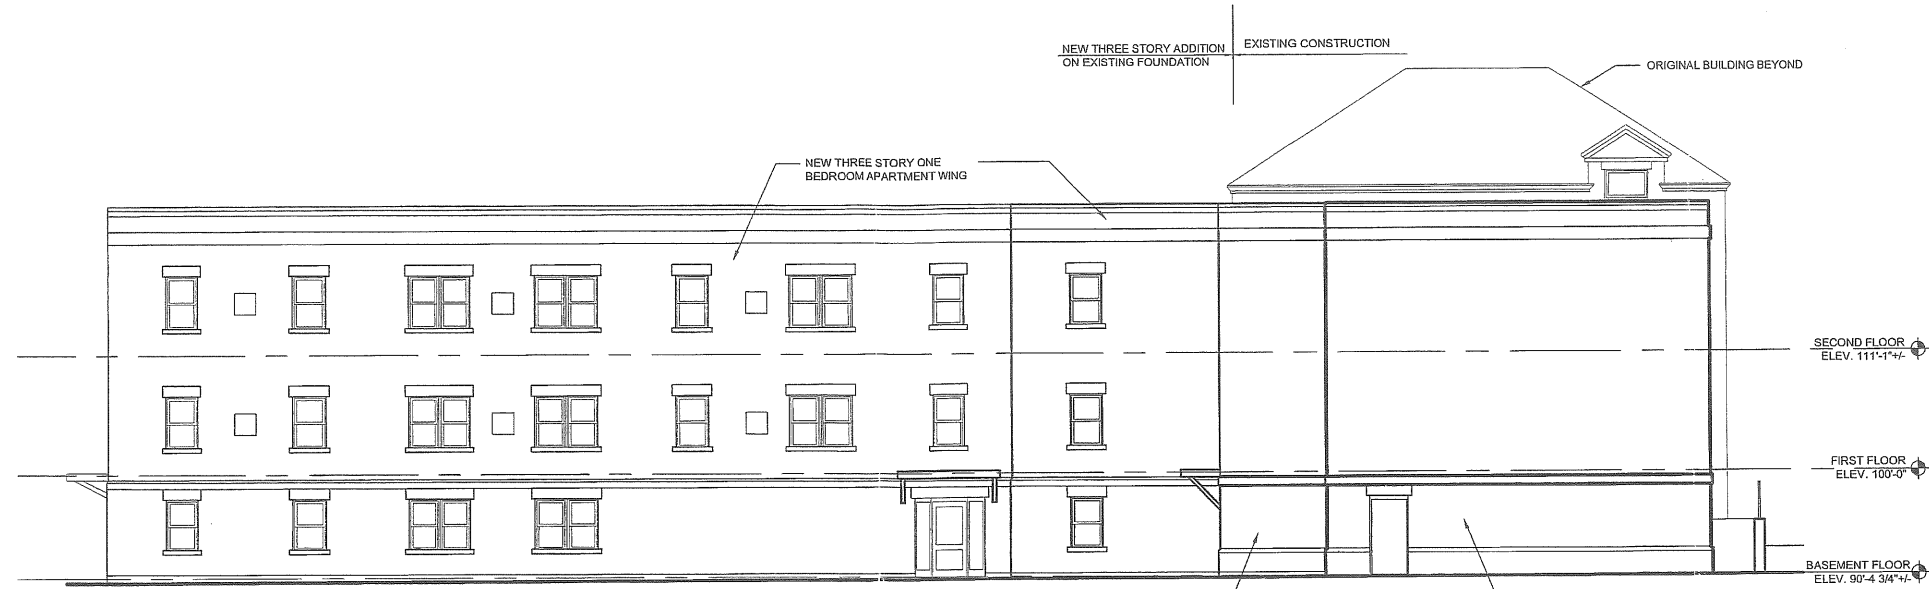 NEW THREE STORY ADDITION
ON EXISTING FOUNDATION
EXISTING CONSTRUCTION
ORIGINAL BUILDING BEYOND
NEW THREE STORY ONE
BEDROOM APARTMENT WING
SECOND FLOOR
ELEV. 111'-1"+/-
FIRST FLOOR
ELEV. 100'-0"
BASEMENT FLOOR
ELEV. 90'-4 3/4"+/-